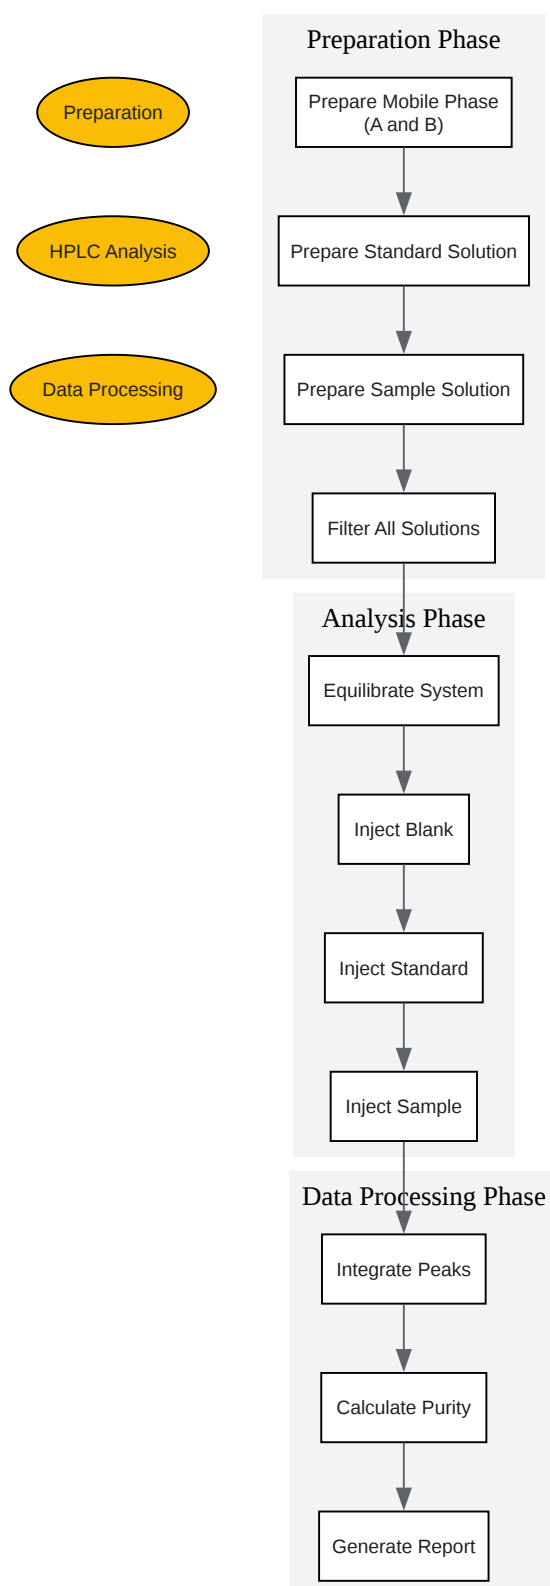 Preparation Phase
Preparation
Prepare Mobile Phase
(A and B)
HPLC Analysis
Prepare Standard Solution
Data Processing
Prepare Sample Solution
Filter All Solutions
Analysis Phase
Equilibrate System
Inject Blank
Inject Standard
Inject Sample
Data Processing Phase
Integrate Peaks
Calculate Purity
Generate Report